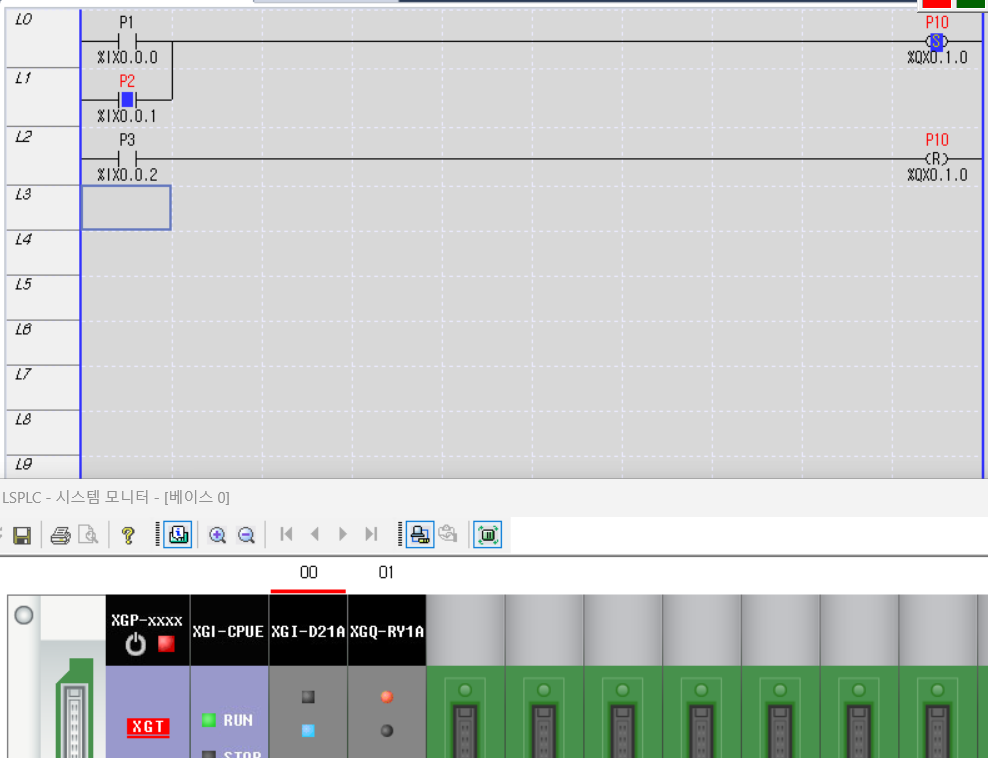 L0 P1 P10
S
%IX0.0.0 %QX0.1.0
L1 P2
%IX0.0.1
L2 P3 P10
R
%IX0.0.2 %QX0.1.0
L3
L4
L5
L6
L7
L8
L9
LSPLC - 시스템 모니터 - [베이스 0]
00 01
XGP-xxxx XGI-CPUE XGI-D21A XGQ-RY1A
XGT RUN
STOP